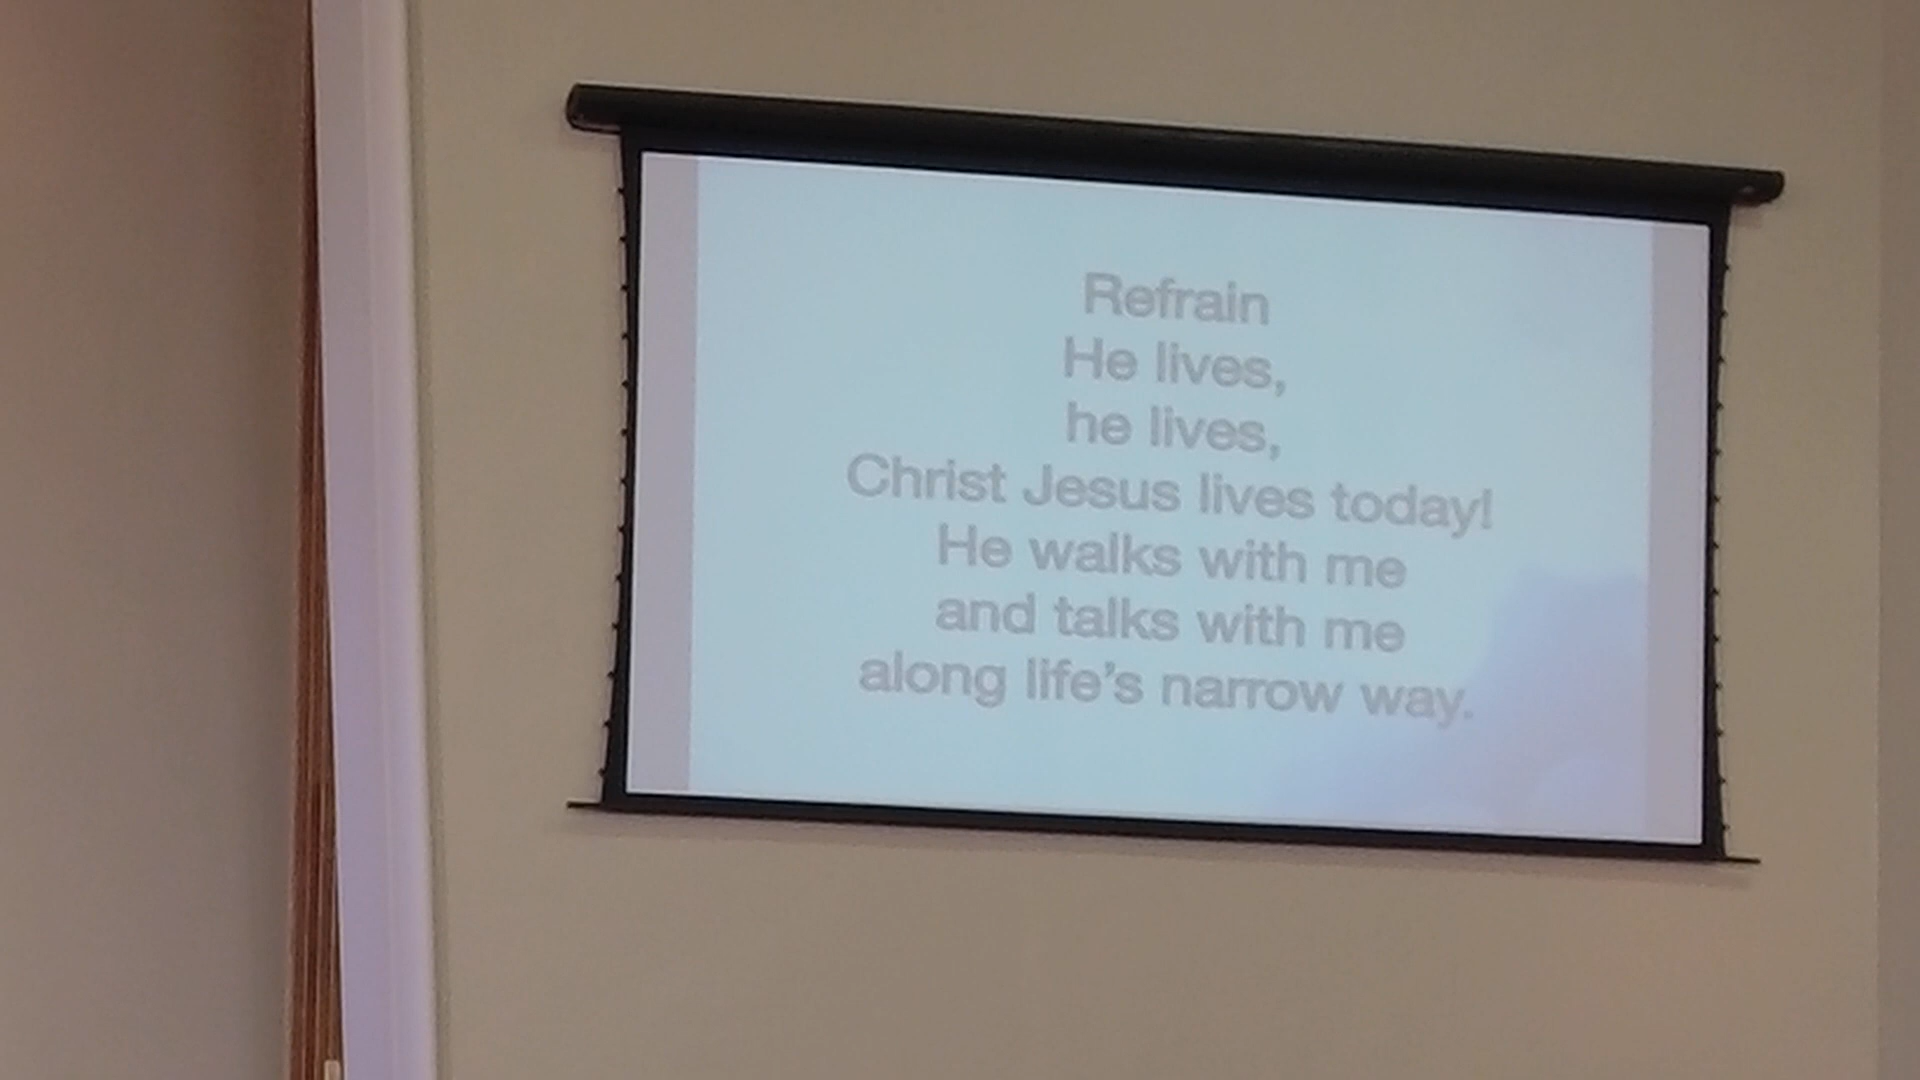 Refrain
He lives,
he lives,
Christ Jesus lives today!
He walks with me
and talks with me
along life's narrow way.